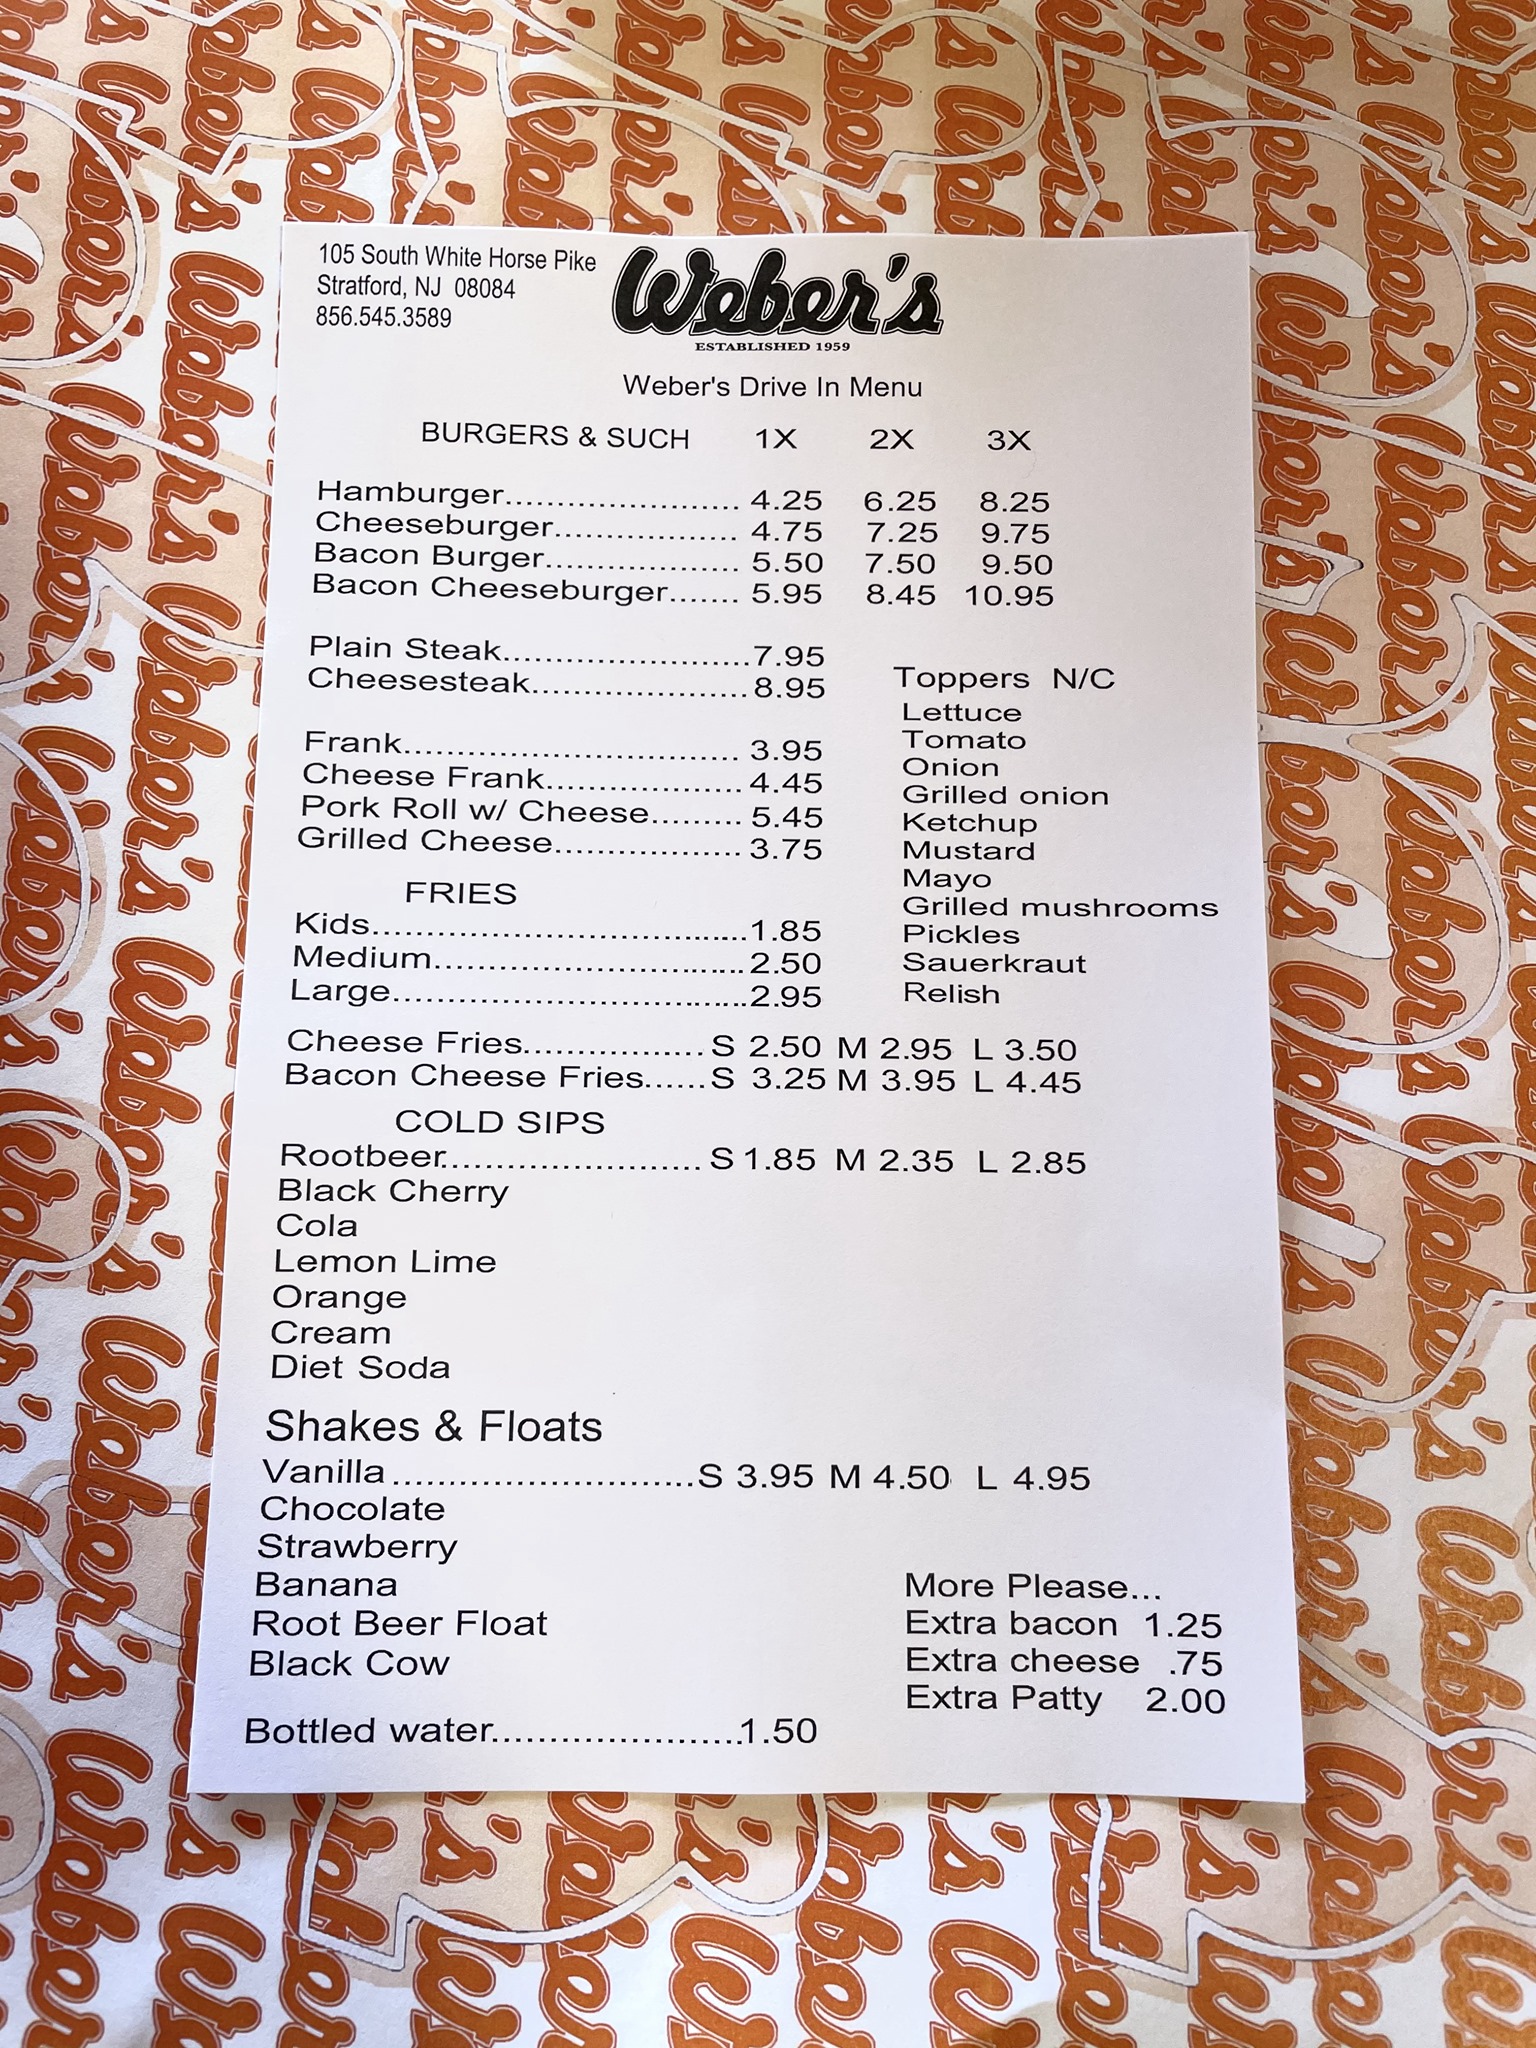 105 South White Horse Pike
Stratford, NJ 08084
856.545.3589
Weber's
ESTABLISHED 1959
Weber's Drive In Menu
BURGERS & SUCH 1X 2X 3X
Hamburger...................... 4.25 6.25 8.25
Cheeseburger................. 4.75 7.25 9.75
Bacon Burger.................. 5.50 7.50 9.50
Bacon Cheeseburger....... 5.95 8.45 10.95
Plain Steak.......................7.95
Cheesesteak....................8.95
Frank............................... 3.95
Cheese Frank.................. 4.45
Pork Roll w/ Cheese......... 5.45
Grilled Cheese................. 3.75
Toppers N/C
Lettuce
Tomato
Onion
Grilled onion
Ketchup
Mustard
Mayo
Grilled mushrooms
Pickles
Sauerkraut
Relish
FRIES
Kids...................................1.85
Medium.............................2.50
Large.................................2.95
Cheese Fries.................S 2.50 M 2.95 L 3.50
Bacon Cheese Fries......S 3.25 M 3.95 L 4.45
COLD SIPS
Rootbeer........................ S 1.85 M 2.35 L 2.85
Black Cherry
Cola
Lemon Lime
Orange
Cream
Diet Soda
Shakes & Floats
Vanilla ...........................S 3.95 M 4.50 L 4.95
Chocolate
Strawberry
Banana
Root Beer Float
Black Cow
More Please...
Extra bacon 1.25
Extra cheese .75
Extra Patty 2.00
Bottled water......................1.50